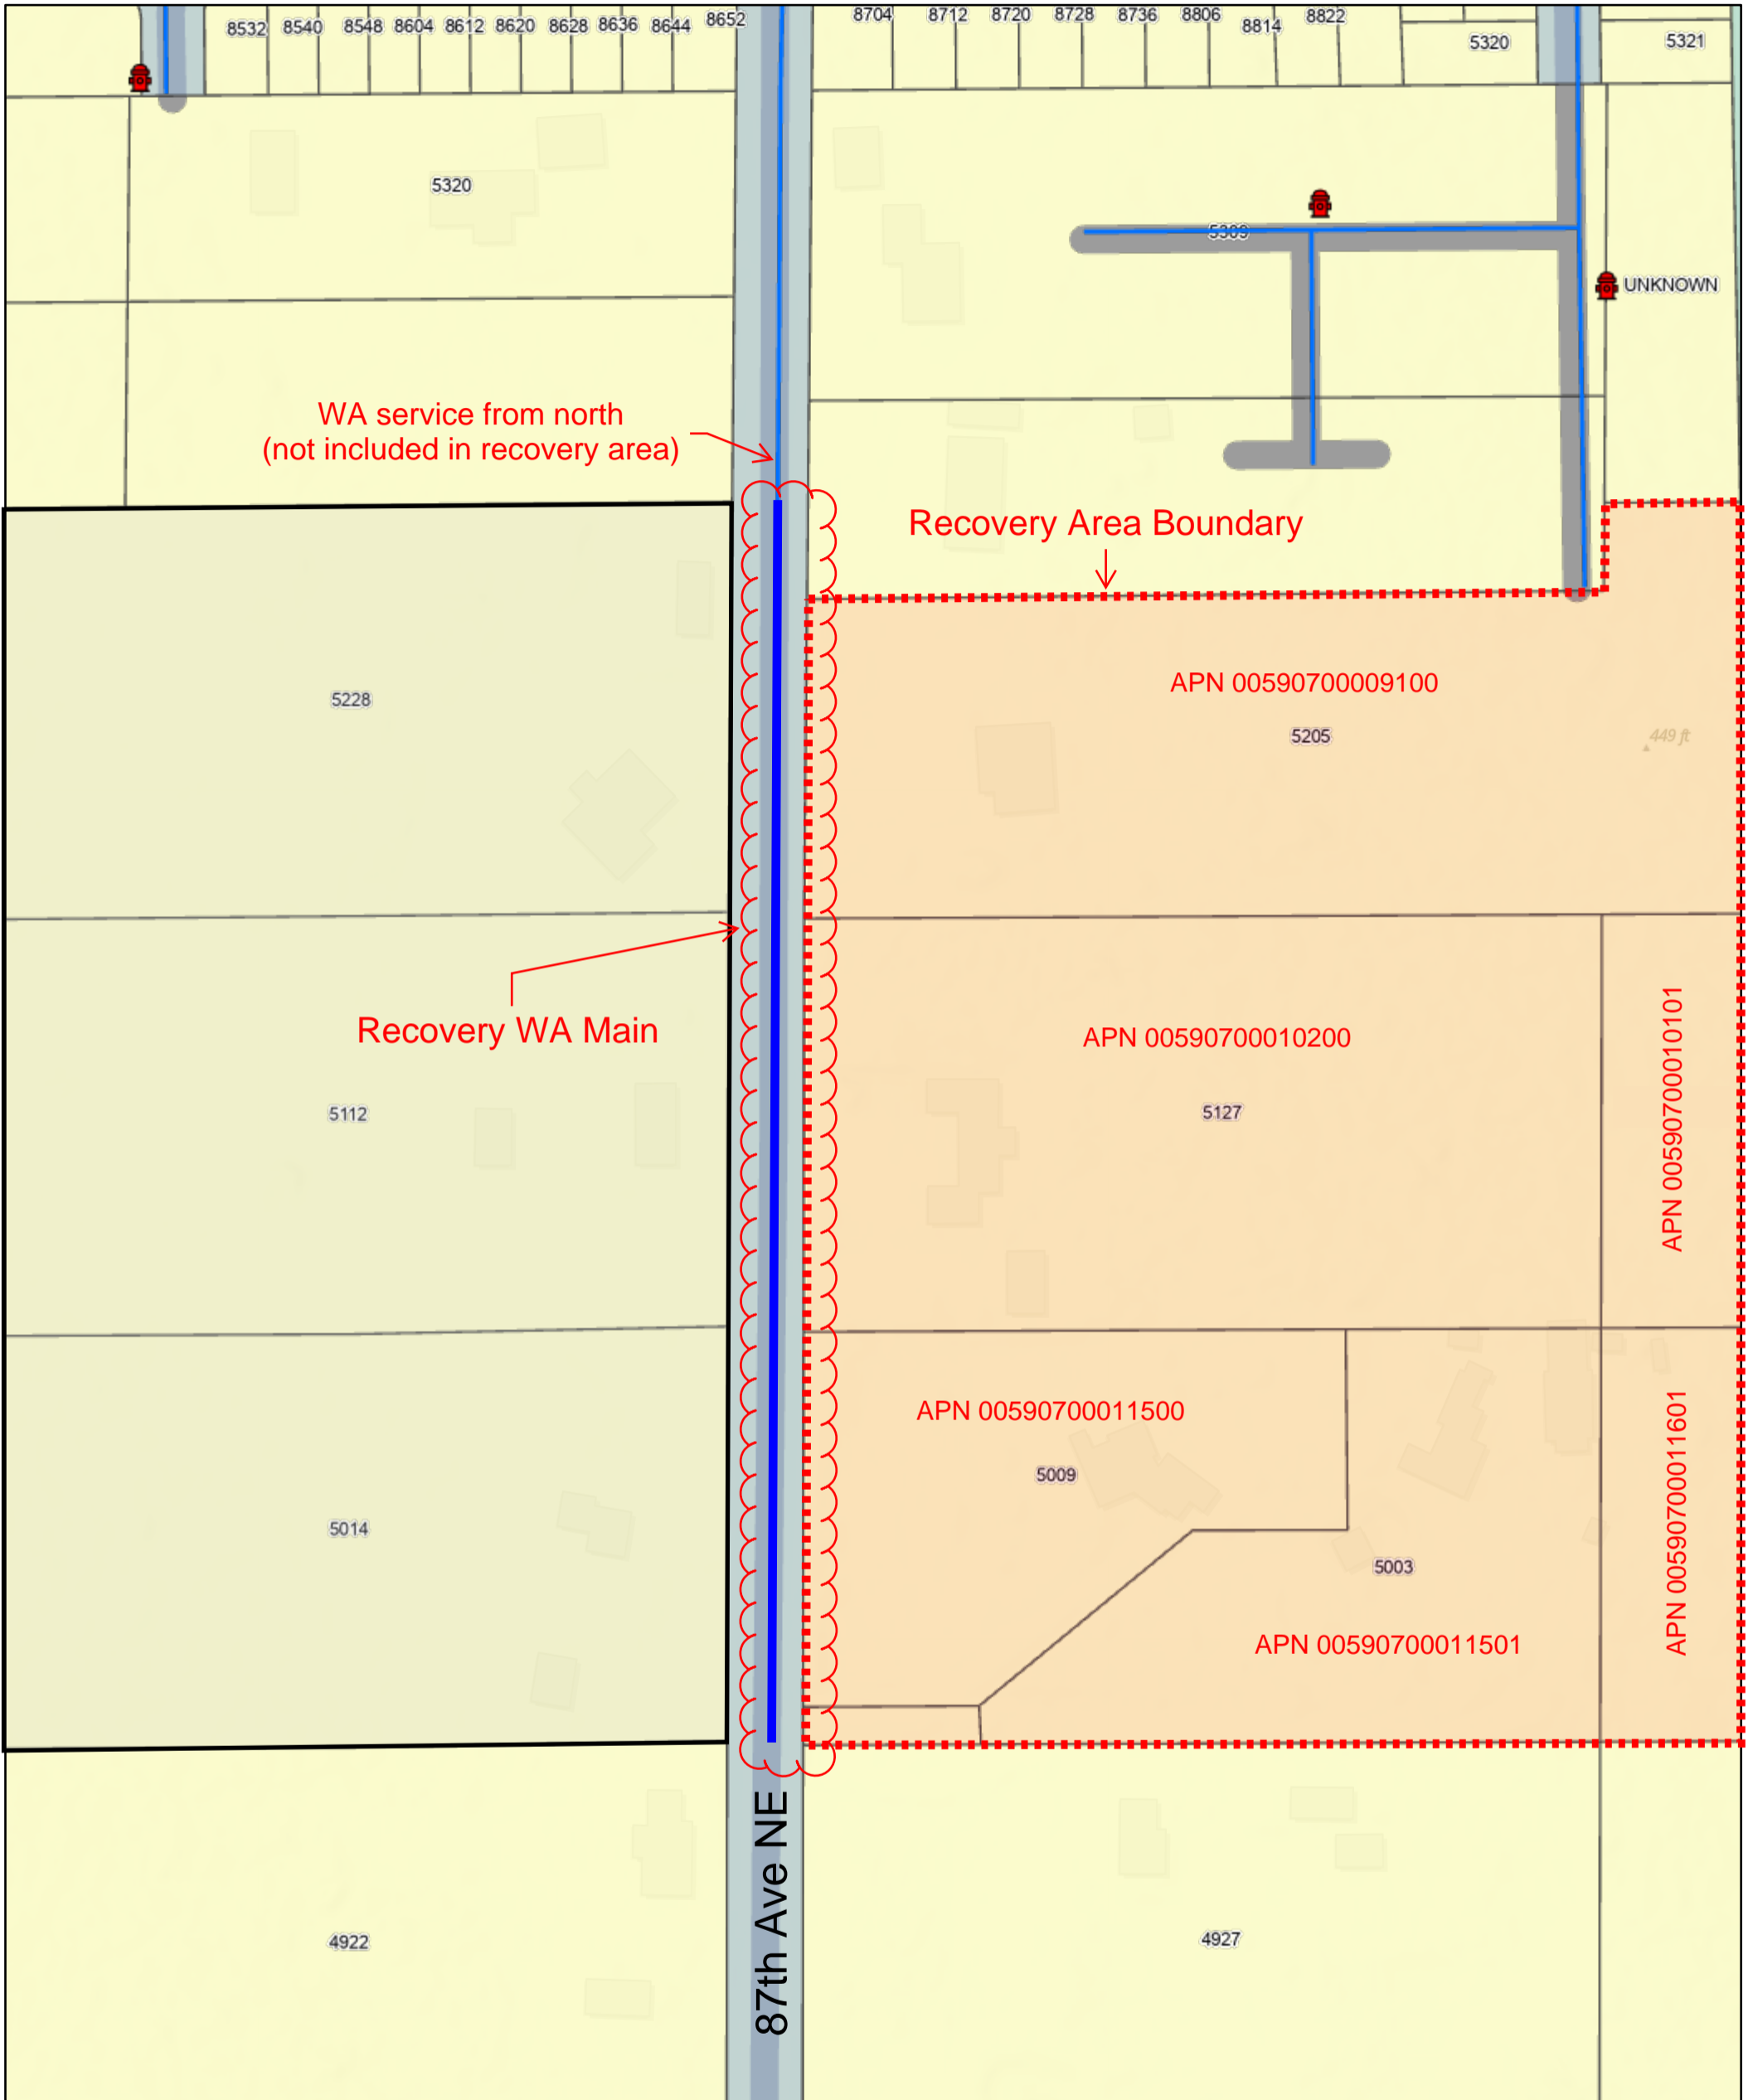 8532
8540
8548
8604
8612
8620
8628
8636
8644
8652
8704
8712
8720
8728
8736
8806
8814
8822
5320
5321
5320
5309
UNKNOWN
WA service from north
(not included in recovery area)
Recovery Area Boundary
APN 00590700009100
5228
5205
449 ft
Recovery WA Main
APN 00590700010200
APN 00590700010101
5112
5127
APN 00590700011500
APN 00590700011601
5009
5014
5003
APN 00590700011501
87th Ave NE
4922
4927